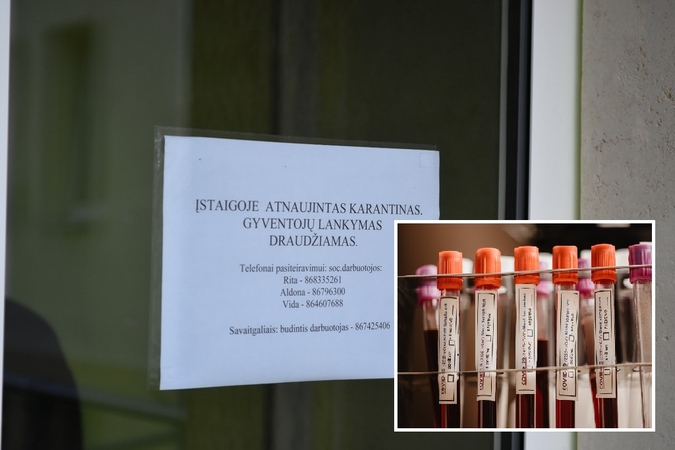 ĮSTAIGOJE ATNAUJINTAS KARANTINAS.
GYVENTOJŲ LANKYMAS
DRAUDŽIAMAS.
Telefonai pasiteiravimui: soc.darbuotojos:
Rita - 868335261
Aldona - 86796300
Vida - 864607688
Savaitgaliais: budintis darbuotojas - 867425406